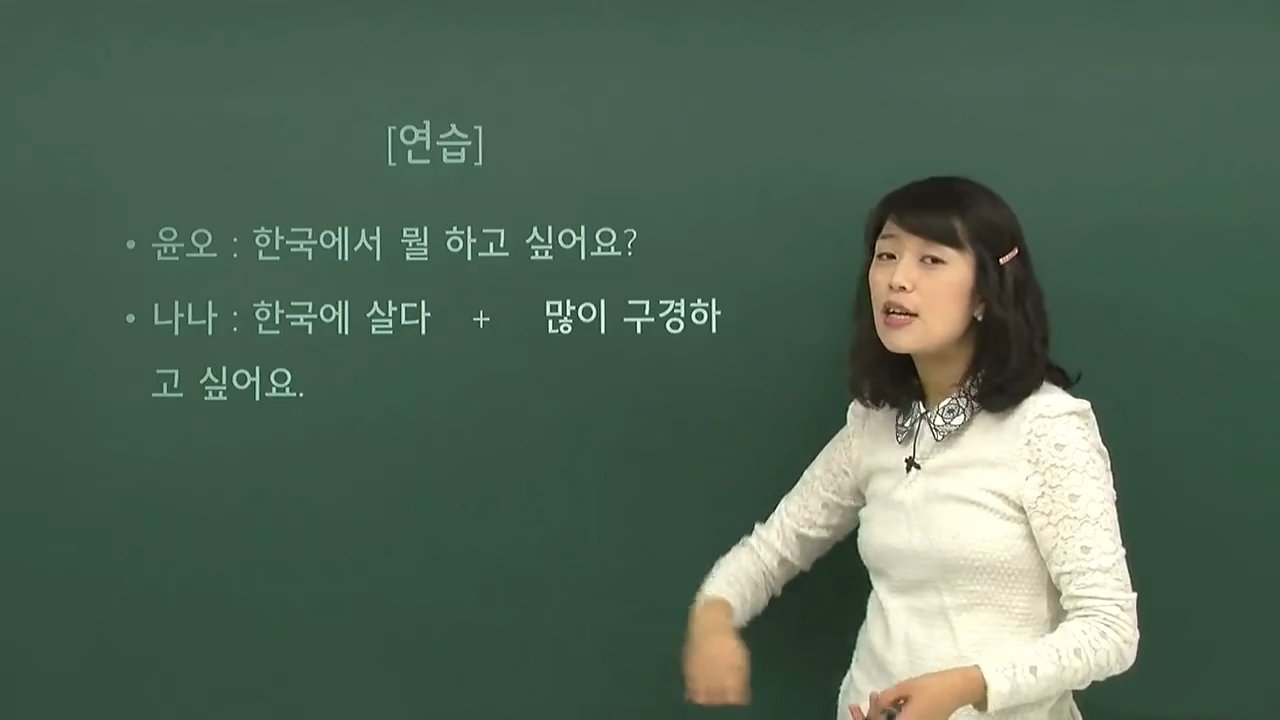 [연습]
• 윤오 : 한국에서 뭘 하고 싶어요?
• 나나 : 한국에 살다 + 많이 구경하
고 싶어요.